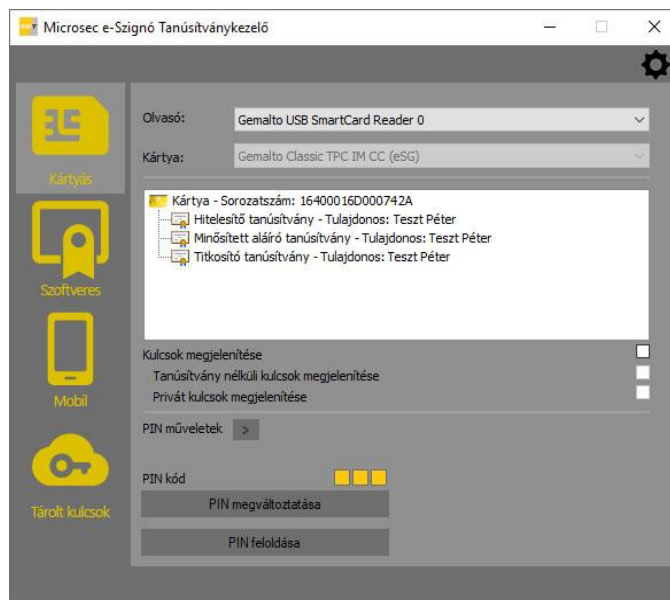 Microsec e-Szignó Tanúsítványkezelő
Kártyás
Szoftveres
Mobil
Tárolt kulcsok
Olvasó: Gemalto USB SmartCard Reader 0
Kártya: Gemalto Classic TPC IM CC (eSG)
Kártya - Sorozatszám: 16400016D000742A
Hitelesítő tanúsítvány - Tulajdonos: Teszt Péter
Minősített aláíró tanúsítvány - Tulajdonos: Teszt Péter
Titkosító tanúsítvány - Tulajdonos: Teszt Péter
Kulcsok megjelenítése
Tanúsítvány nélküli kulcsok megjelenítése
Privát kulcsok megjelenítése
PIN műveletek >
PIN kód
PIN megváltoztatása
PIN feloldása